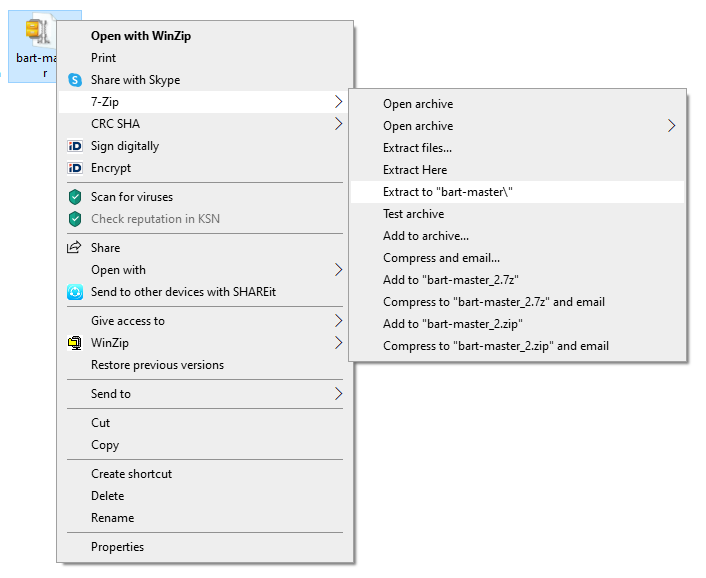 bart-ma
r
Open with WinZip
Print
Share with Skype
7-Zip
CRC SHA
Sign digitally
Encrypt
Scan for viruses
Check reputation in KSN
Share
Open with
Send to other devices with SHAREit
Give access to
WinZip
Restore previous versions
Send to
Cut
Copy
Create shortcut
Delete
Rename
Properties
Open archive
Open archive
Extract files...
Extract Here
Extract to "bart-master\"
Test archive
Add to archive...
Compress and email...
Add to "bart-master_2.7z"
Compress to "bart-master_2.7z" and email
Add to "bart-master_2.zip"
Compress to "bart-master_2.zip" and email